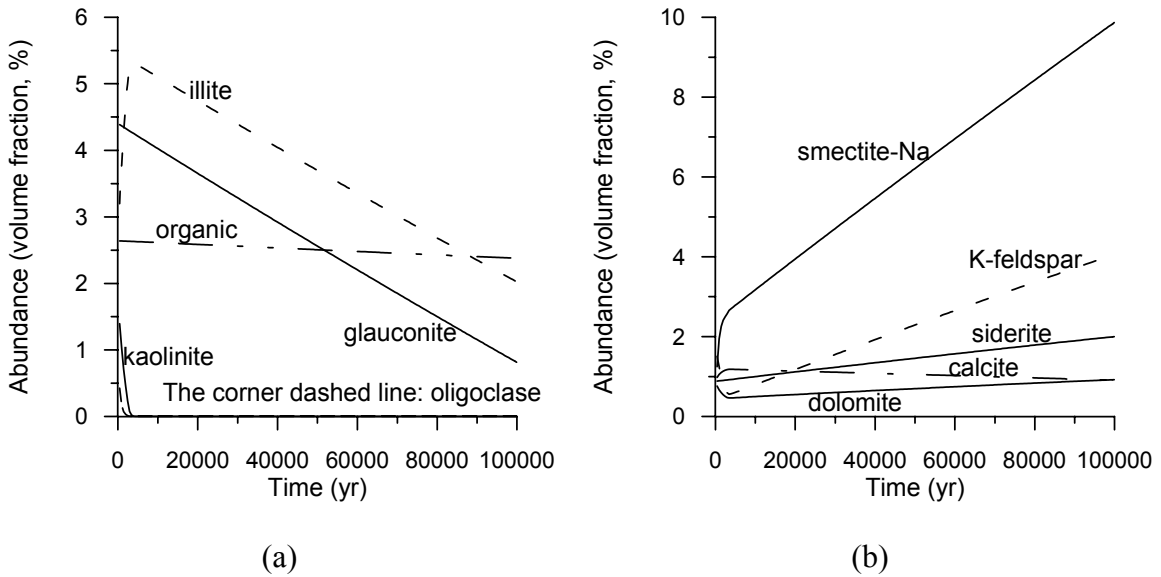 Abundance (volume fraction, %)
6
5
4
3
2
1
0
illite
organic
glauconite
kaolinite
The corner dashed line: oligoclase
0 20000 40000 60000 80000 100000
Time (yr)
(a)
Abundance (volume fraction, %)
10
8
6
4
2
0
smectite-Na
K-feldspar
siderite
calcite
dolomite
0 20000 40000 60000 80000 100000
Time (yr)
(b)